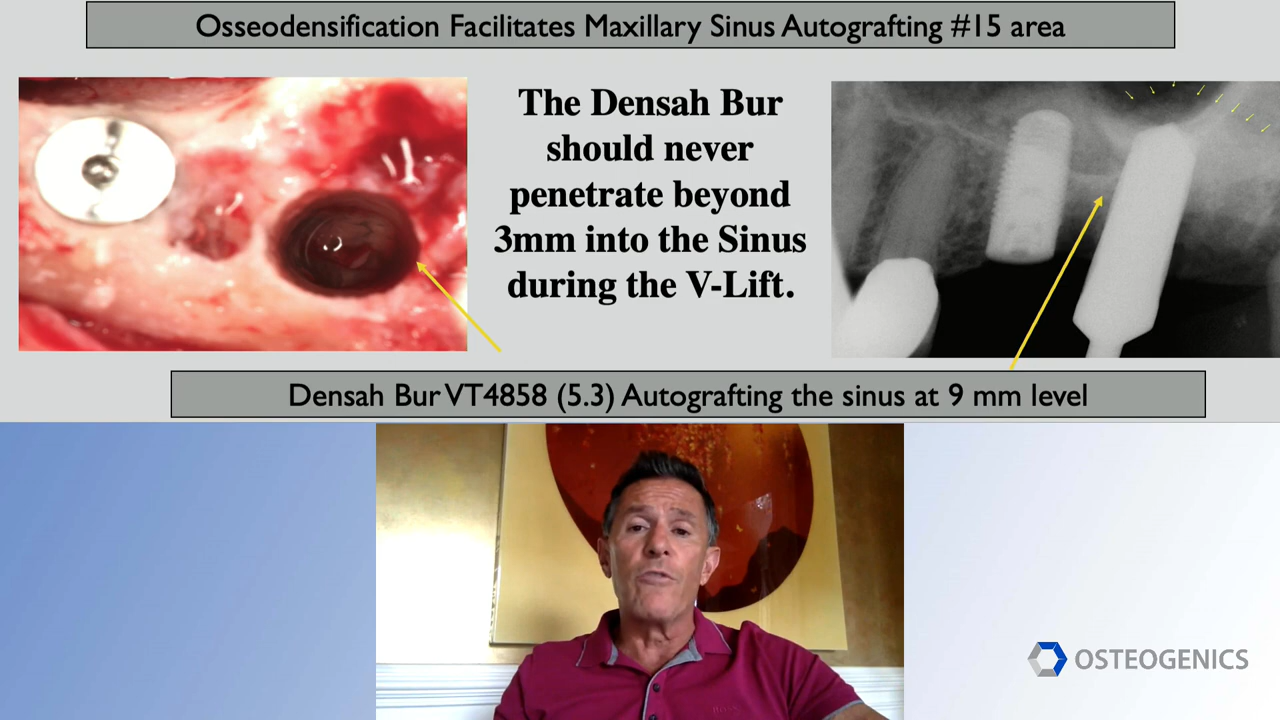 Osseodensification Facilitates Maxillary Sinus Autografting #15 area
The Densah Bur
should never
penetrate beyond
3mm into the Sinus
during the V-Lift.
Densah Bur VT4858 (5.3) Autografting the sinus at 9 mm level
OSTEOGENICS